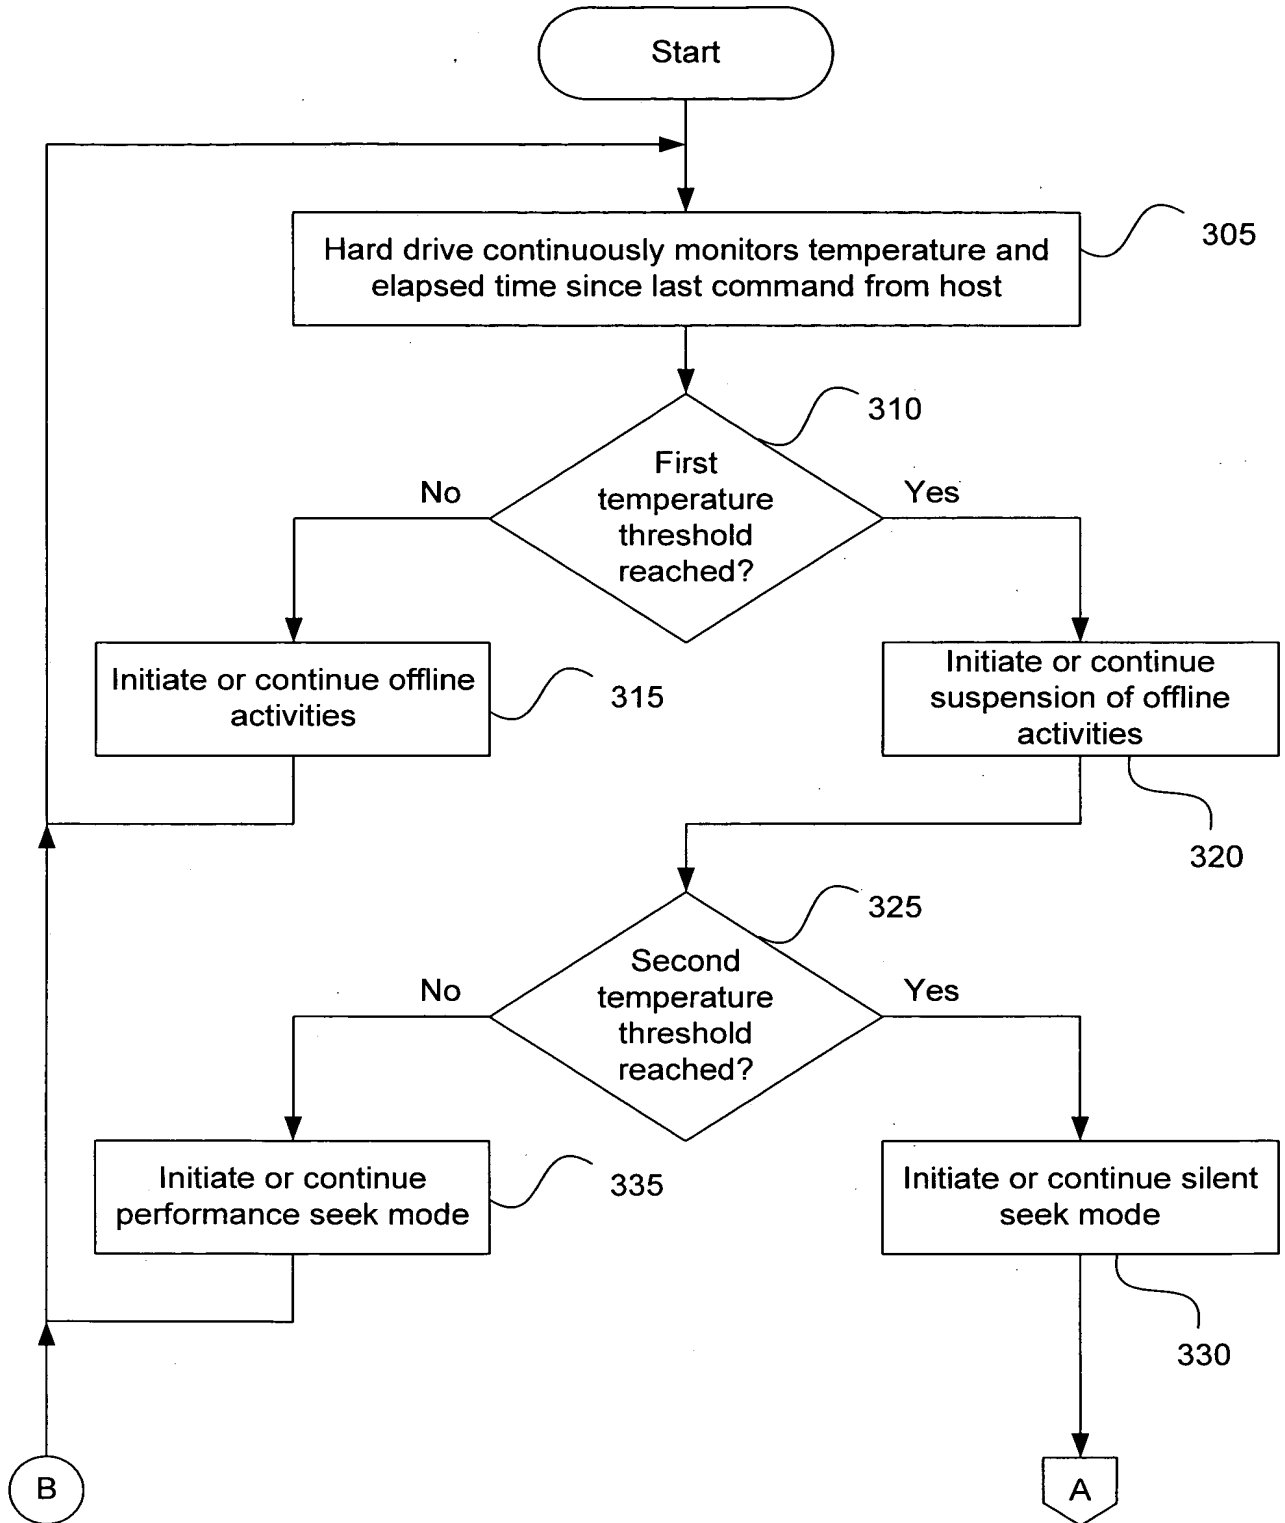 Start
Hard drive continuously monitors temperature and
elapsed time since last command from host
305
310
First
temperature
threshold
reached?
No
Yes
Initiate or continue offline
activities
315
Initiate or continue
suspension of offline
activities
320
325
Second
temperature
threshold
reached?
No
Yes
Initiate or continue
performance seek mode
335
Initiate or continue silent
seek mode
330
B
A